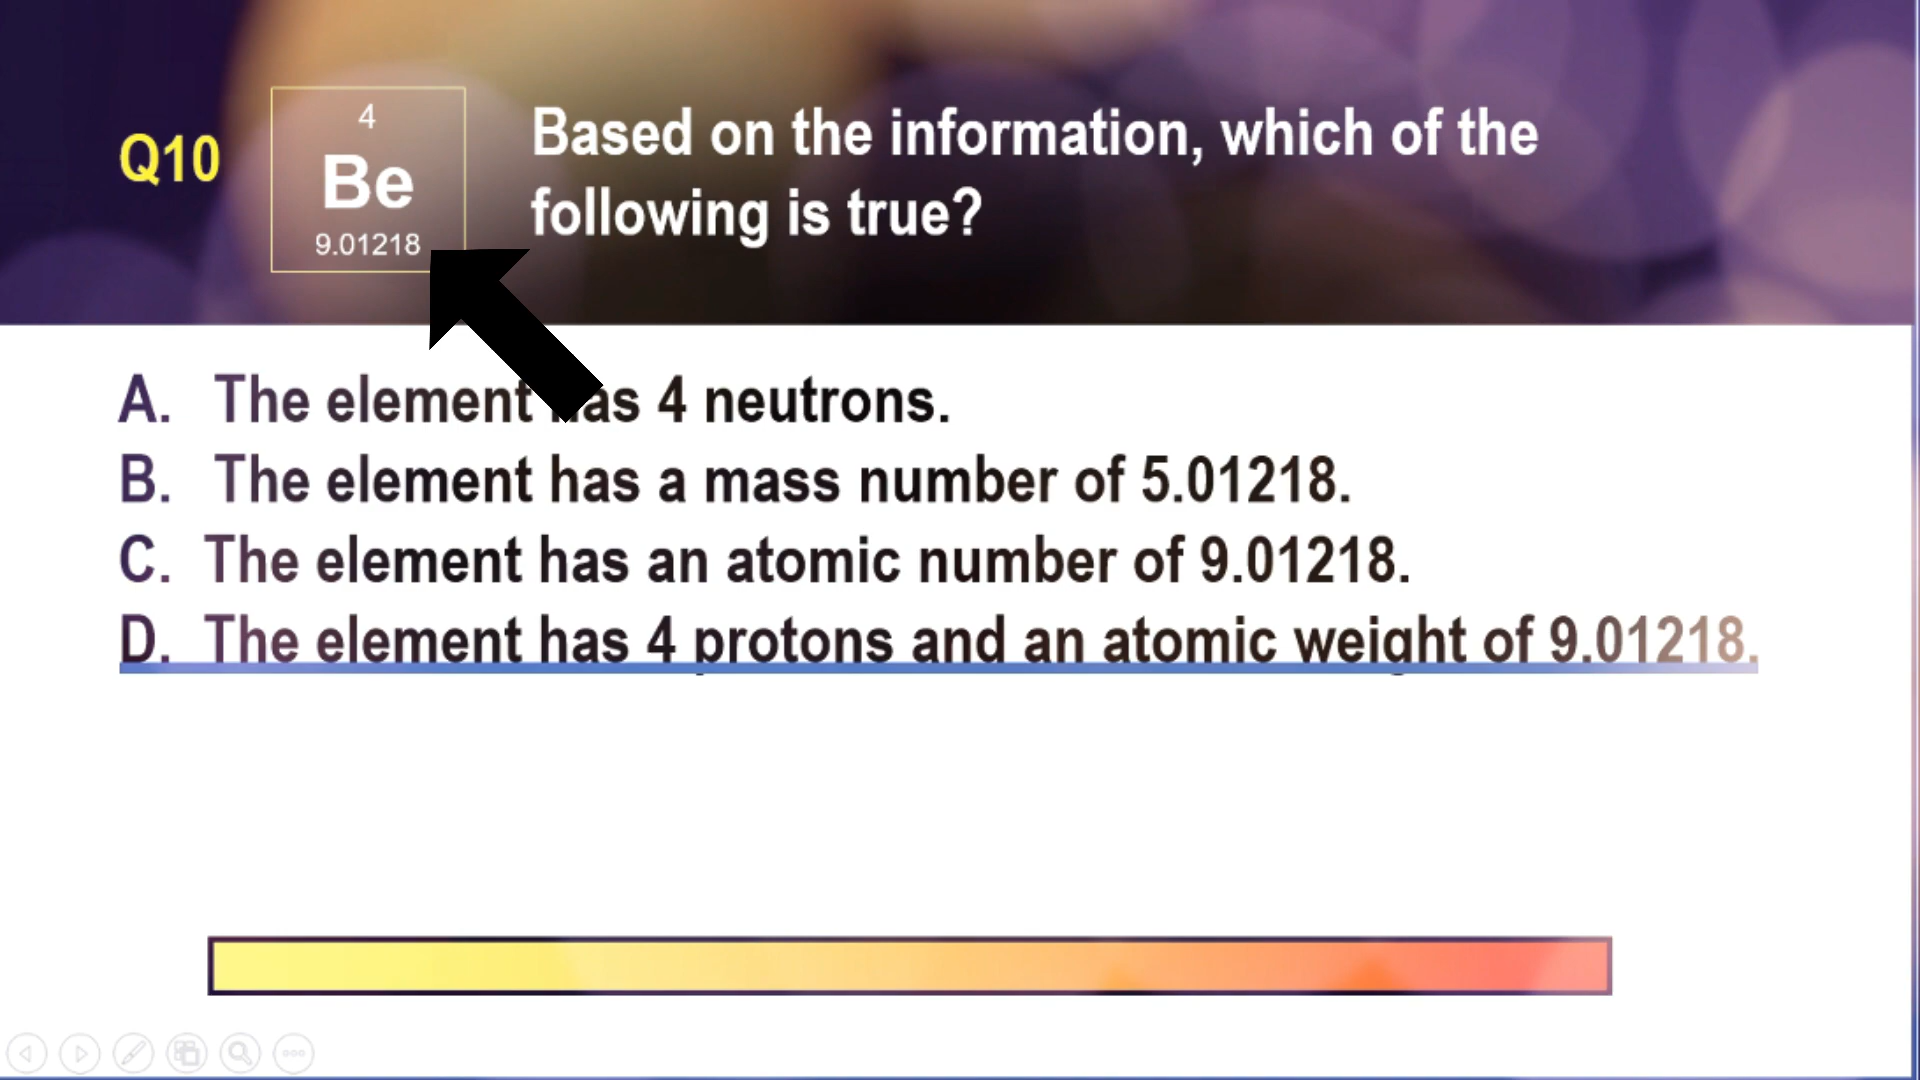 Q10
4
Be
9.01218
Based on the information, which of the
following is true?
A. The element has 4 neutrons.
B. The element has a mass number of 5.01218.
C. The element has an atomic number of 9.01218.
D. The element has 4 protons and an atomic weight of 9.01218.